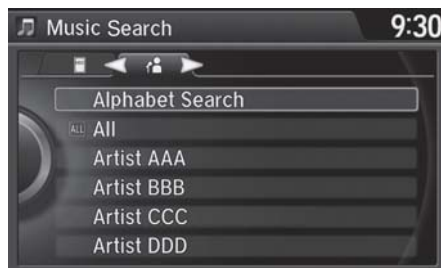 Music Search
9:30
Alphabet Search
ALL All
Artist AAA
Artist BBB
Artist CCC
Artist DDD